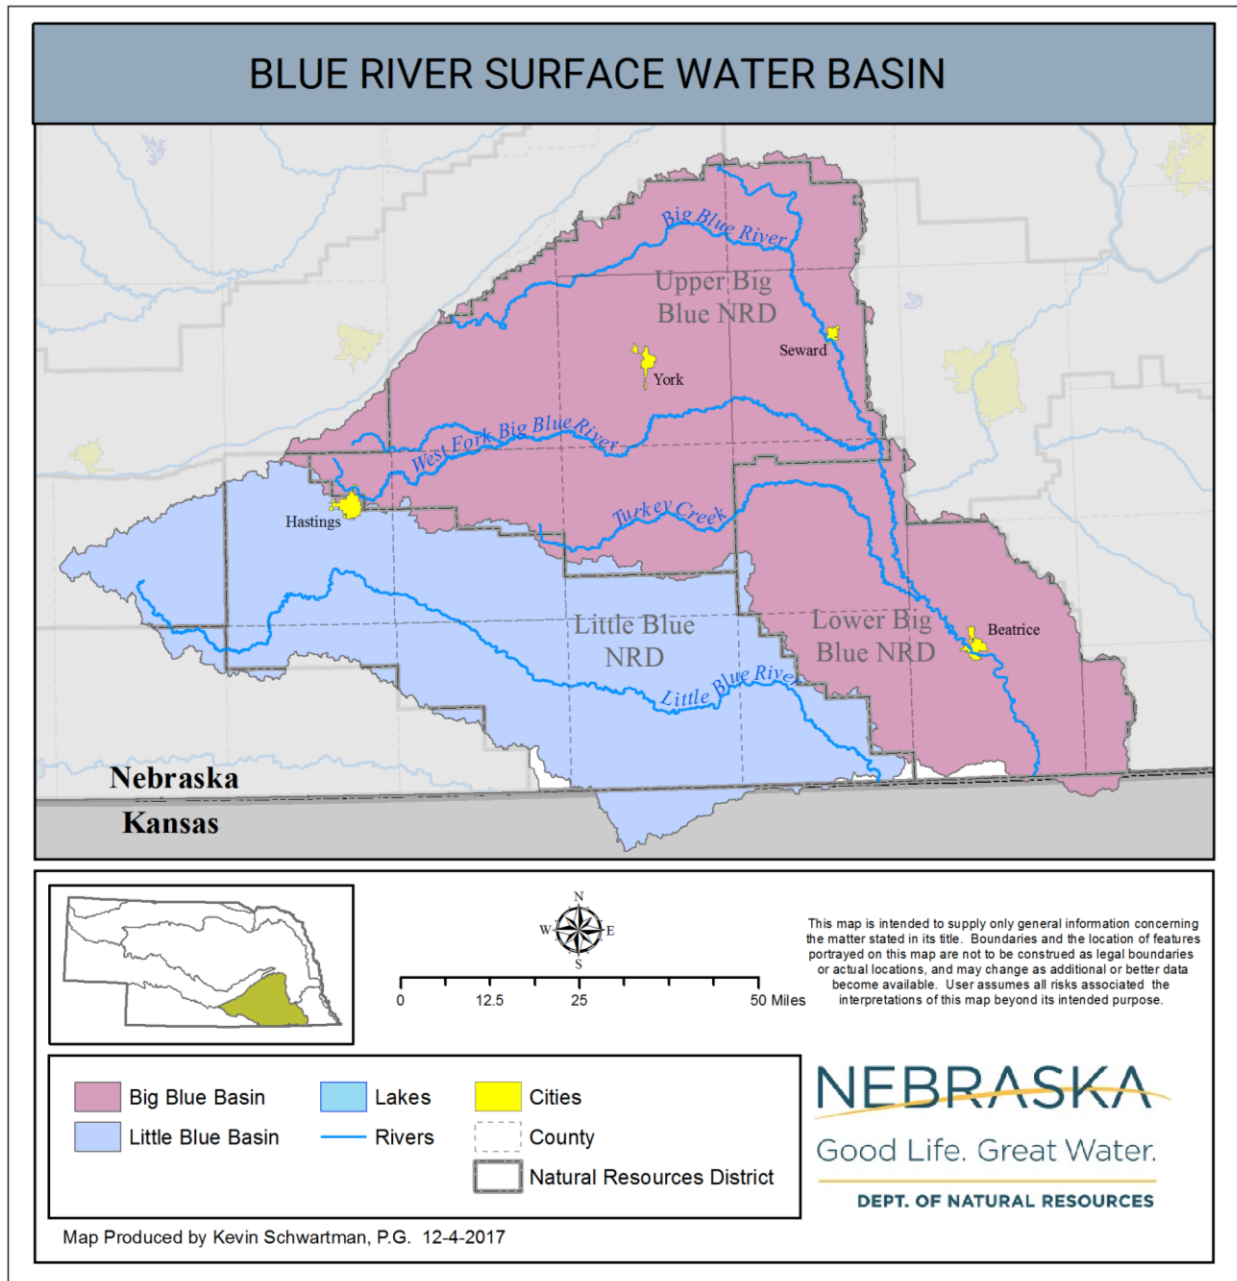 BLUE RIVER SURFACE WATER BASIN
Big Blue River
Upper Big
Blue NRD
Seward
York
West Fork Big Blue River
Hastings
Turkey Creek
Little Blue
NRD
Lower Big
Blue NRD
Beatrice
Little Blue River
Nebraska
Kansas
N
W E
S
0 12.5 25 50 Miles
This map is intended to supply only general information concerning
the matter stated in its title. Boundaries and the location of features
portrayed on this map are not to be construed as legal boundaries
or actual locations, and may change as additional or better data
become available. User assumes all risks associated the
interpretations of this map beyond its intended purpose.
Big Blue Basin
Lakes
Cities
Little Blue Basin
Rivers
County
Natural Resources District
NEBRASKA
Good Life. Great Water.
DEPT. OF NATURAL RESOURCES
Map Produced by Kevin Schwartman, P.G. 12-4-2017